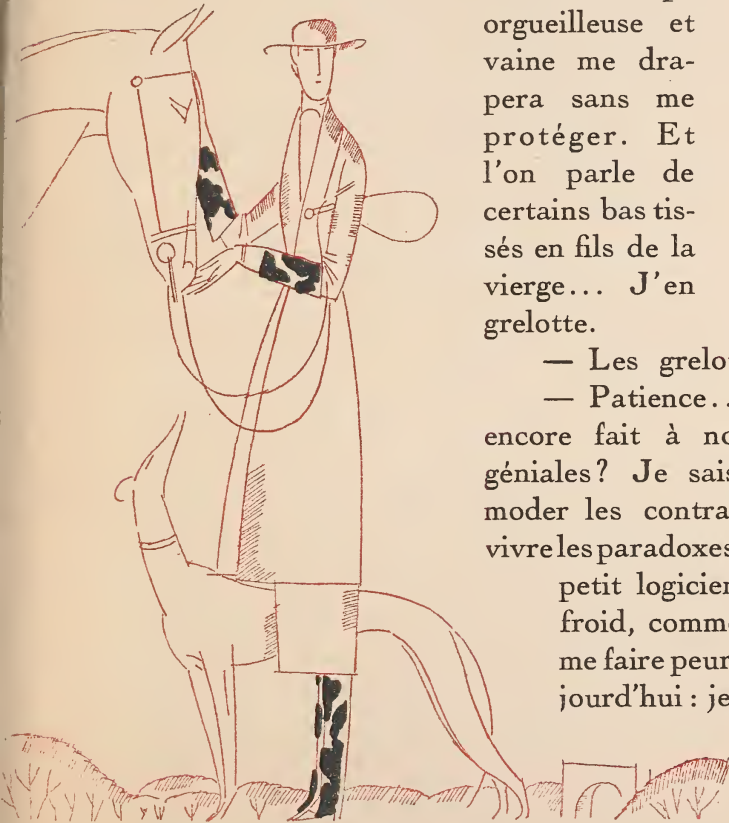 orgueilleuse et
vaine me dra-
pera sans me
protéger. Et
l'on parle de
certains bas tis-
sés en fils de la
vierge... J'en
grelotte.
— Les grelo
— Patience..
encore fait à no
géniales? Je sais
moder les contra
vivre les paradoxes
petit logicien
froid, comme
me faire peur
jourd'hui : je